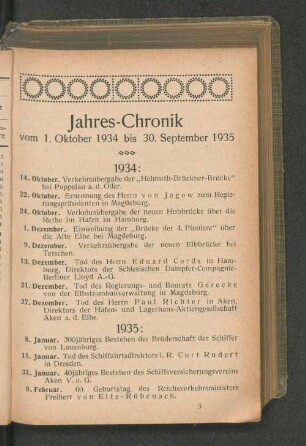 Jahres-Chronik
vom 1. Oktober 1934 bis 30. September 1935
1934:
14. Oktober. Verkehrsübergabe der „Helmuth-Brückner-Brücke“
bei Poppelau a. d. Oder.
22. Oktober. Ernennung des Herrn von Jagow zum Regie-
rungspräsidenten in Magdeburg.
24. Oktober. Verkehrsübergabe der neuen Hubbrücke über die
Rethe im Hafen zu Hamburg.
1. Dezember. Einweihung der „Brücke der 4. Pioniere“ über
die Alte Elbe bei Magdeburg.
9. Dezember. Verkehrsübergabe der neuen Elbbrücke bei
Tetschen.
13. Dezember. Tod des Herrn Eduard Cords in Ham-
burg, Direktors der Schlesischen Dampfer-Compagnie-
Berliner Lloyd A.-G.
21. Dezember. Tod des Regierungs- und Baurats Gerecke
von der Elbstrombauverwaltung in Magdeburg.
27. Dezember. Tod des Herrn Paul Richter in Aken,
Direktors der Hafen- und Lagerhaus-Aktiengesellschaft
Aken a. d. Elbe.
1935:
8. Januar. 300jähriges Bestehen der Brüderschaft der Schiffer
von Lauenburg.
11. Januar. Tod des Schiffahrtsdirektors i. R. Curt Rudert
in Dresden.
31. Januar. 40jähriges Bestehen des Schiffsversicherungsvereins
Aken V. a. G.
9. Februar. 60. Geburtstag des Reichsverkehrsministers
Freiherr von Eltz-Rübenach.
3